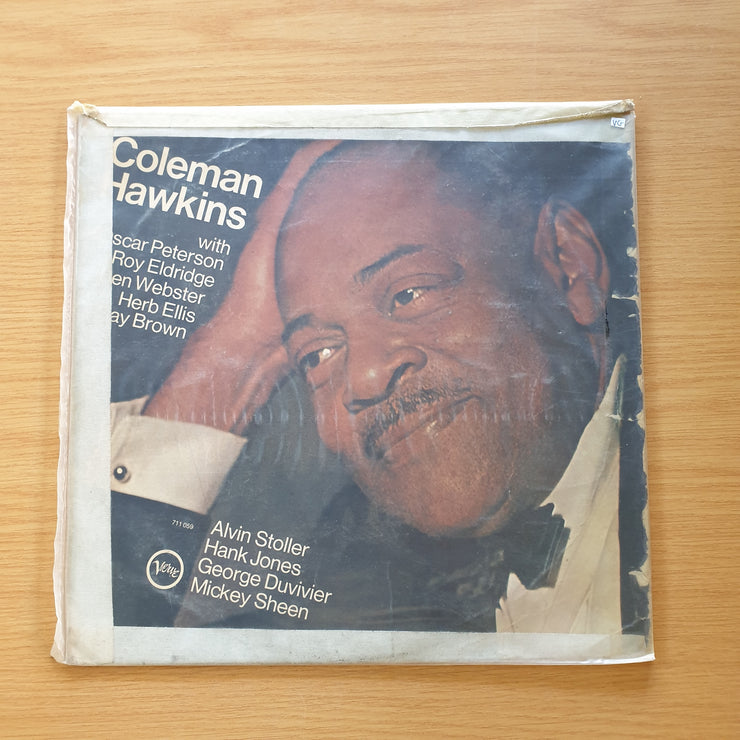 Coleman
Hawkins
with
scar Peterson
Roy Eldridge
en Webster
Herb Ellis
ay Brown
711 059
Verve
Alvin Stoller
Hank Jones
George Duvivier
Mickey Sheen
VG